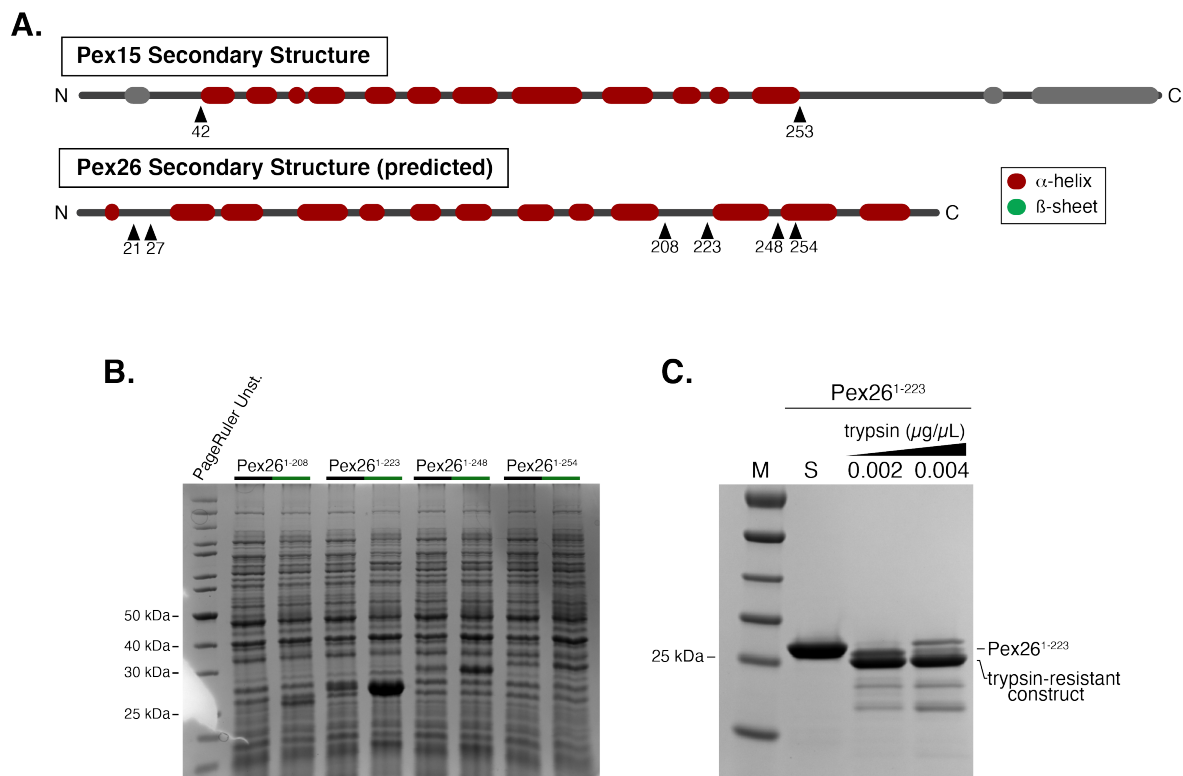 A.
Pex15 Secondary Structure
N C
42 253
Pex26 Secondary Structure (predicted)
N C
21 27 208 223 248 254
α-helix
ß-sheet
B.
PageRuler Unst.
Pex26¹⁻²⁰⁸ Pex26¹⁻²²³ Pex26¹⁻²⁴⁸ Pex26¹⁻²⁵⁴
50 kDa
40 kDa
30 kDa
25 kDa
C.
Pex26¹⁻²²³
trypsin (µg/µL)
M S 0.002 0.004
25 kDa
Pex26¹⁻²²³
trypsin-resistant
construct